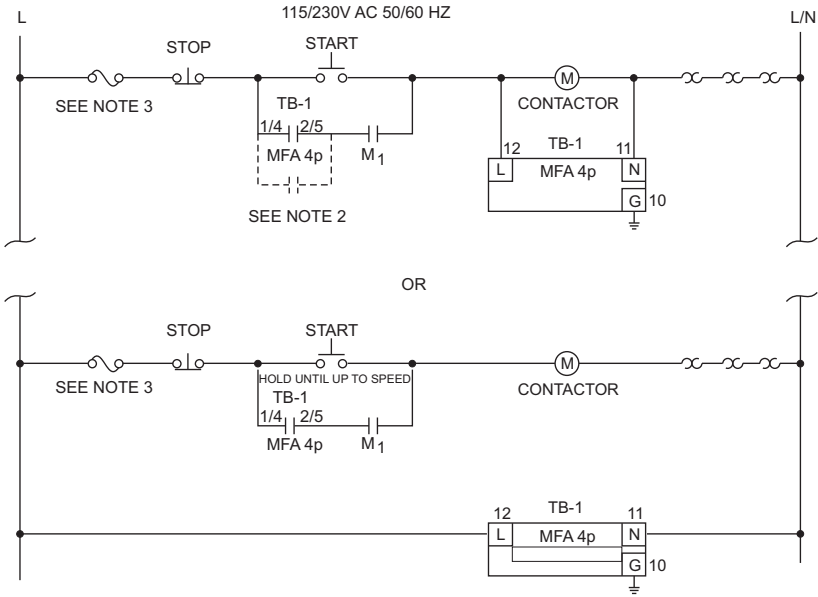 115/230V AC 50/60 HZ
L
L/N
STOP
START
SEE NOTE 3
M
CONTACTOR
TB-1
1/4 2/5
MFA 4p
M1
SEE NOTE 2
12 TB-1 11
L MFA 4p N
G 10
OR
STOP
START
SEE NOTE 3
HOLD UNTIL UP TO SPEED
M
CONTACTOR
TB-1
1/4 2/5
MFA 4p
M1
12 TB-1 11
L MFA 4p N
G 10